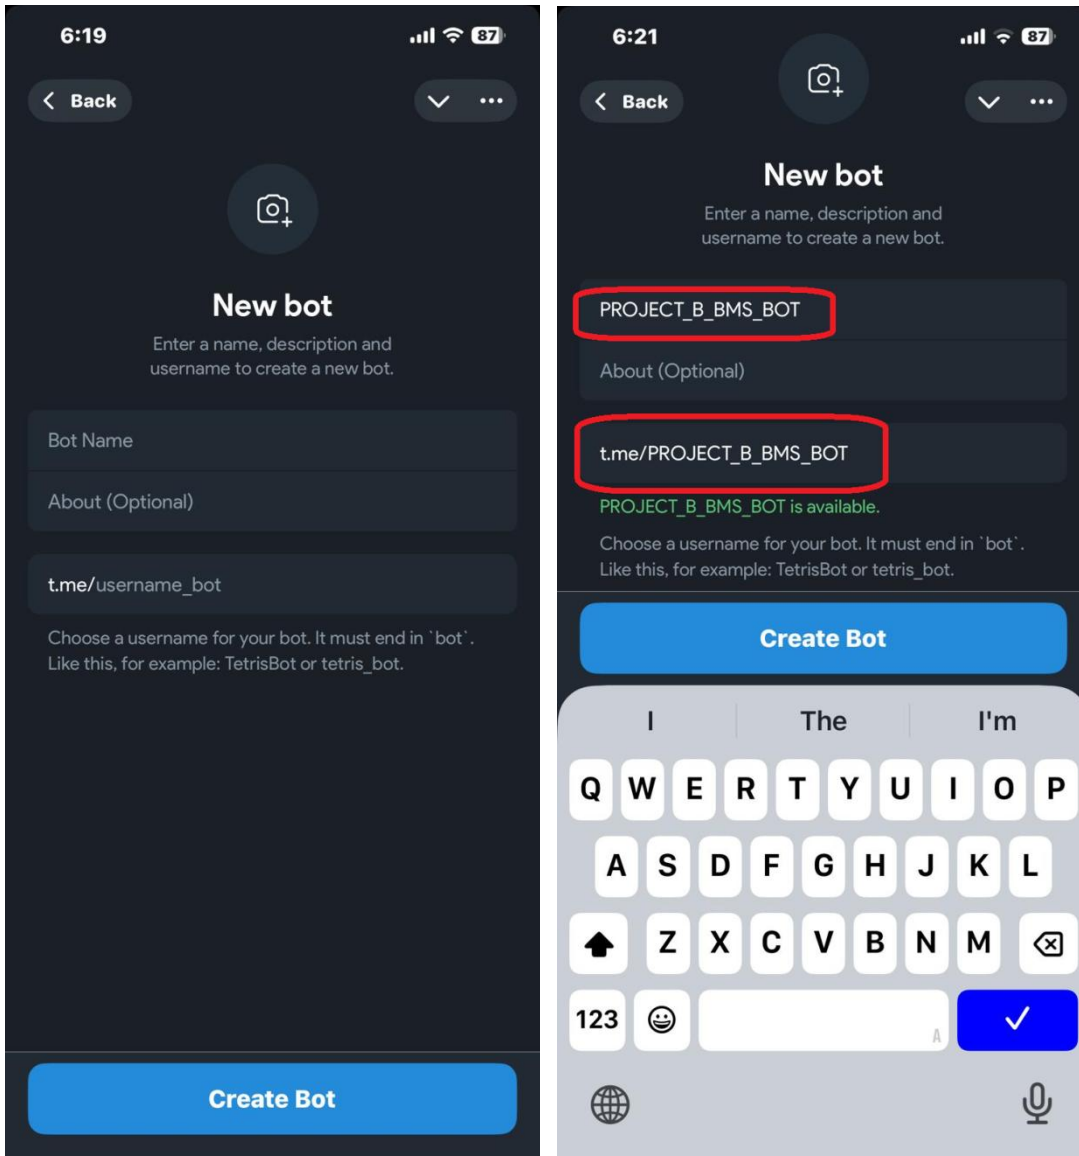 6:19
87
Back
New bot
Enter a name, description and
username to create a new bot.
Bot Name
About (Optional)
t.me/username_bot
Choose a username for your bot. It must end in `bot`.
Like this, for example: TetrisBot or tetris_bot.
Create Bot
6:21
87
Back
New bot
Enter a name, description and
username to create a new bot.
PROJECT_B_BMS_BOT
About (Optional)
t.me/PROJECT_B_BMS_BOT
PROJECT_B_BMS_BOT is available.
Choose a username for your bot. It must end in `bot`.
Like this, for example: TetrisBot or tetris_bot.
Create Bot
I The I'm
Q W E R T Y U I O P
A S D F G H J K L
Z X C V B N M
123 A